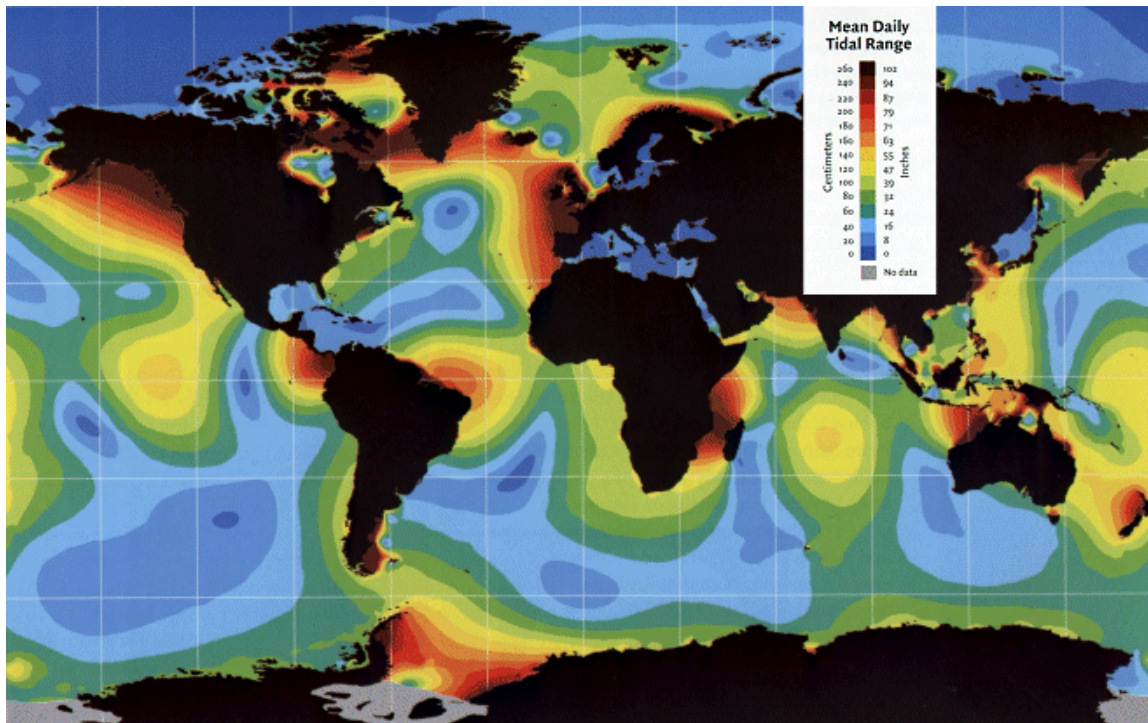 Mean Daily
Tidal Range
260 102
240 94
220 87
200 79
180 71
160 63
140 55
120 47
100 39
80 32
60 24
40 16
20 8
0 0
Centimeters
Inches
No data